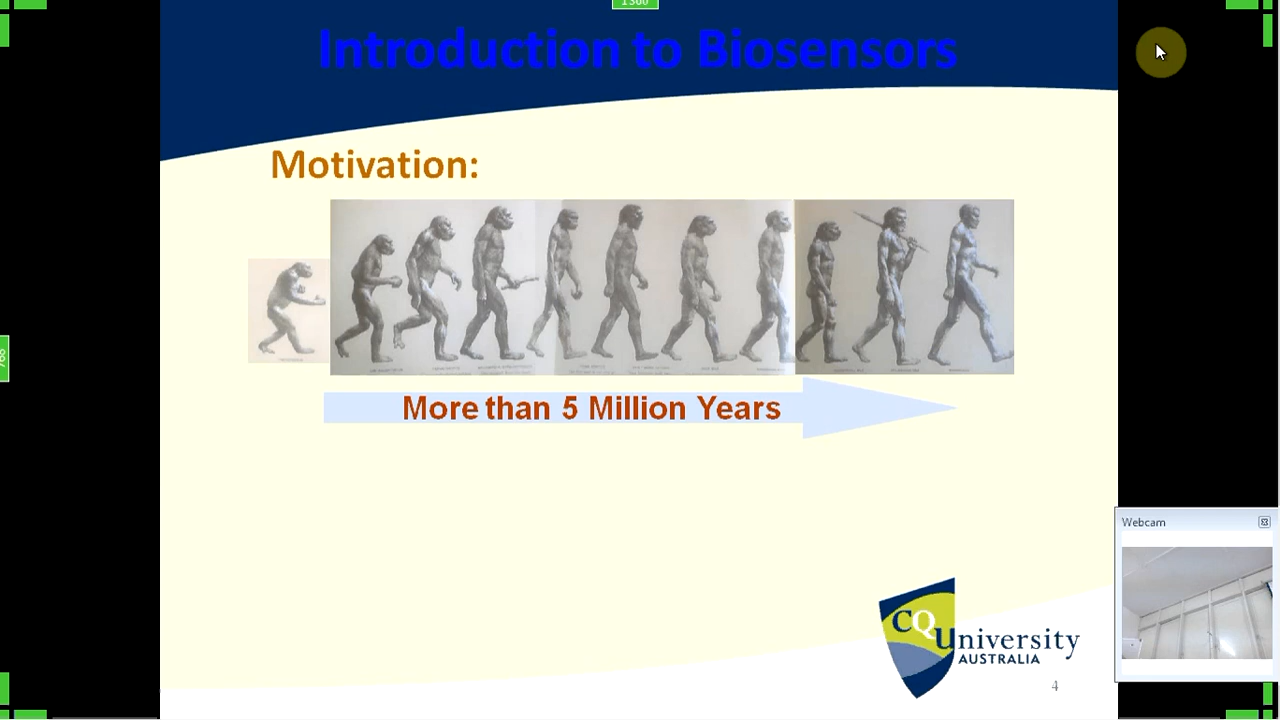 Introduction to Biosensors
Motivation:
More than 5 Million Years
Webcam
CQUniversity
AUSTRALIA
4